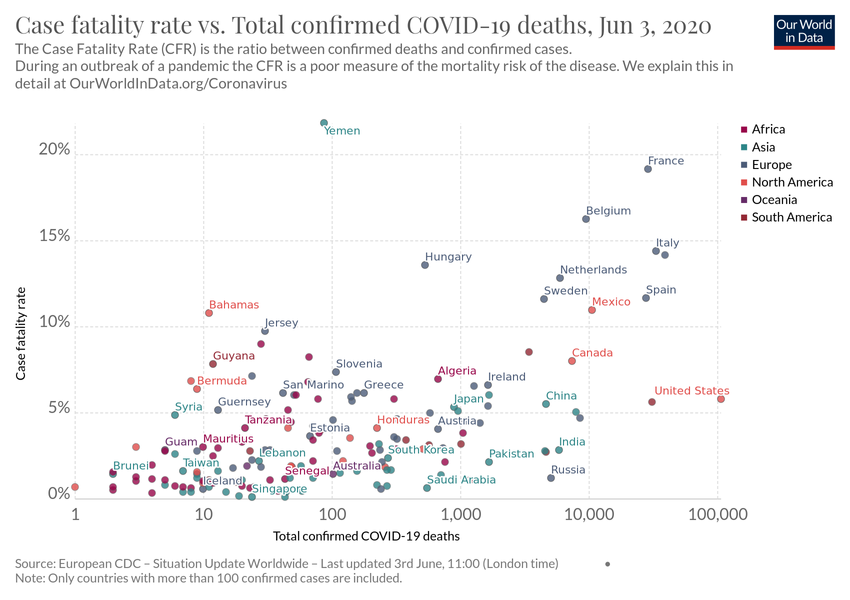 Case fatality rate vs. Total confirmed COVID-19 deaths, Jun 3, 2020
Our World
in Data
The Case Fatality Rate (CFR) is the ratio between confirmed deaths and confirmed cases.
During an outbreak of a pandemic the CFR is a poor measure of the mortality risk of the disease. We explain this in
detail at OurWorldInData.org/Coronavirus
Yemen
Africa
20%
France
Asia
Europe
North America
Oceania
South America
Belgium
15%
Italy
Hungary
Netherlands
Sweden
Spain
Bahamas
Mexico
10%
Jersey
Guyana
Canada
Slovenia
Algeria
Bermuda
San Marino
Greece
Ireland
United States
Syria
Guernsey
Japan
China
5%
Tanzania
Estonia
Honduras
Austria
Guam
Mauritius
Lebanon
South Korea
Pakistan
India
Brunei
Taiwan
Senegal
Australia
Russia
Iceland
Singapore
Saudi Arabia
0%
Case fatality rate
1
10
100
1,000
10,000
100,000
Total confirmed COVID-19 deaths
Source: European CDC – Situation Update Worldwide – Last updated 3rd June, 11:00 (London time)
Note: Only countries with more than 100 confirmed cases are included.